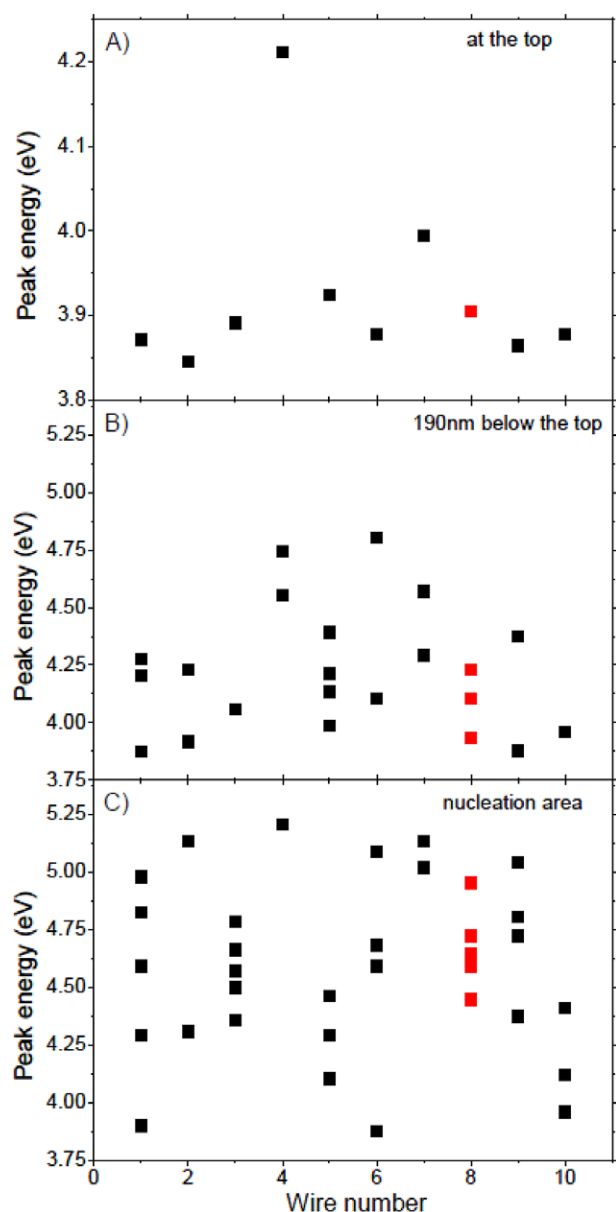 A) at the top
4.2
4.1
4.0
3.9
3.8
Peak energy (eV)
B) 190nm below the top
5.25
5.00
4.75
4.50
4.25
4.00
3.75
Peak energy (eV)
C) nucleation area
5.25
5.00
4.75
4.50
4.25
4.00
3.75
Peak energy (eV)
0 2 4 6 8 10
Wire number